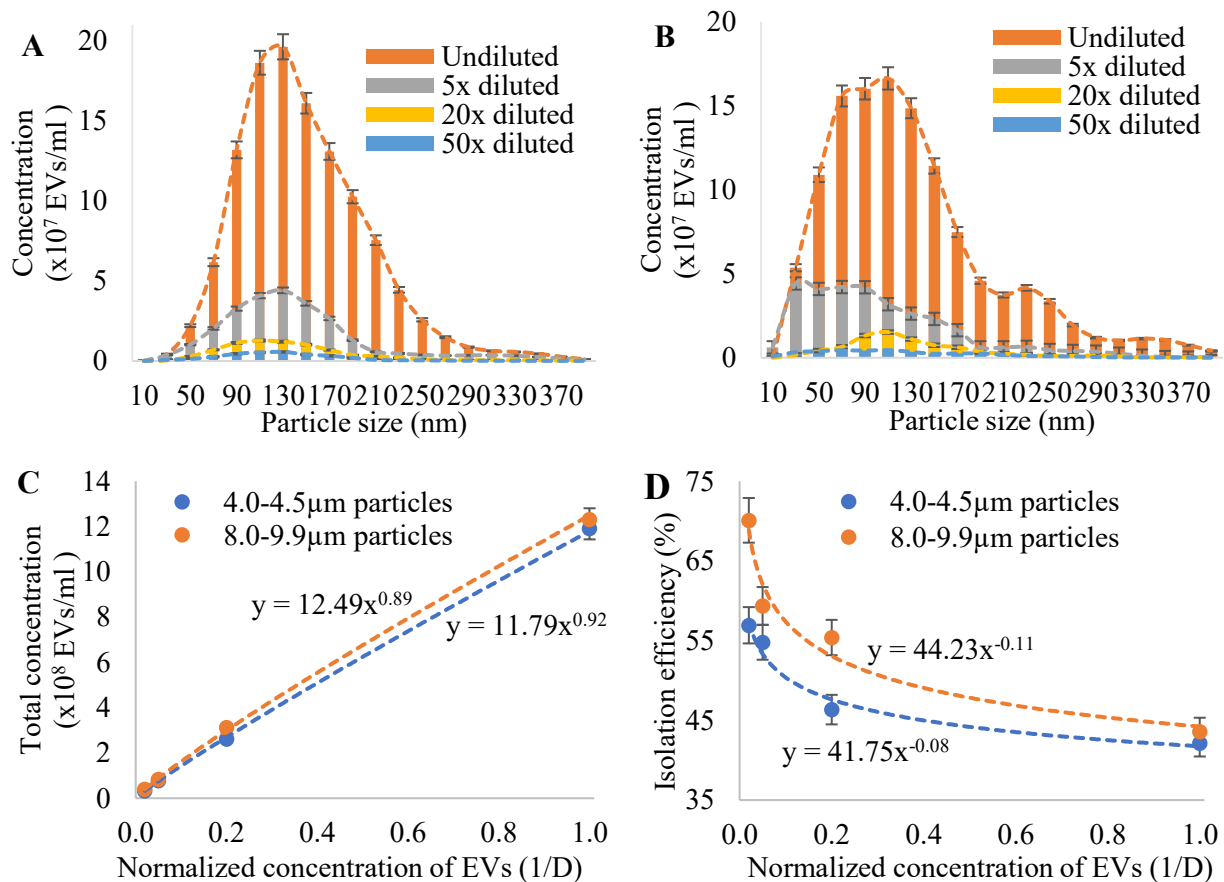 A
Concentration
(x10⁷ EVs/ml)
20
15
10
5
0
Undiluted
5x diluted
20x diluted
50x diluted
10 50 90 130 170 210 250 290 330 370
Particle size (nm)
B
Concentration
(x10⁷ EVs/ml)
20
15
10
5
0
Undiluted
5x diluted
20x diluted
50x diluted
10 50 90 130 170 210 250 290 330 370
Particle size (nm)
C
Total concentration
(x10⁸ EVs/ml)
14
12
10
8
6
4
2
0
4.0-4.5µm particles
8.0-9.9µm particles
y = 12.49x⁰·⁸⁹
y = 11.79x⁰·⁹²
0.0 0.2 0.4 0.6 0.8 1.0
Normalized concentration of EVs (1/D)
D
Isolation efficiency (%)
75
65
55
45
35
4.0-4.5µm particles
8.0-9.9µm particles
y = 44.23x⁻⁰·¹¹
y = 41.75x⁻⁰·⁰⁸
0.0 0.2 0.4 0.6 0.8 1.0
Normalized concentration of EVs (1/D)